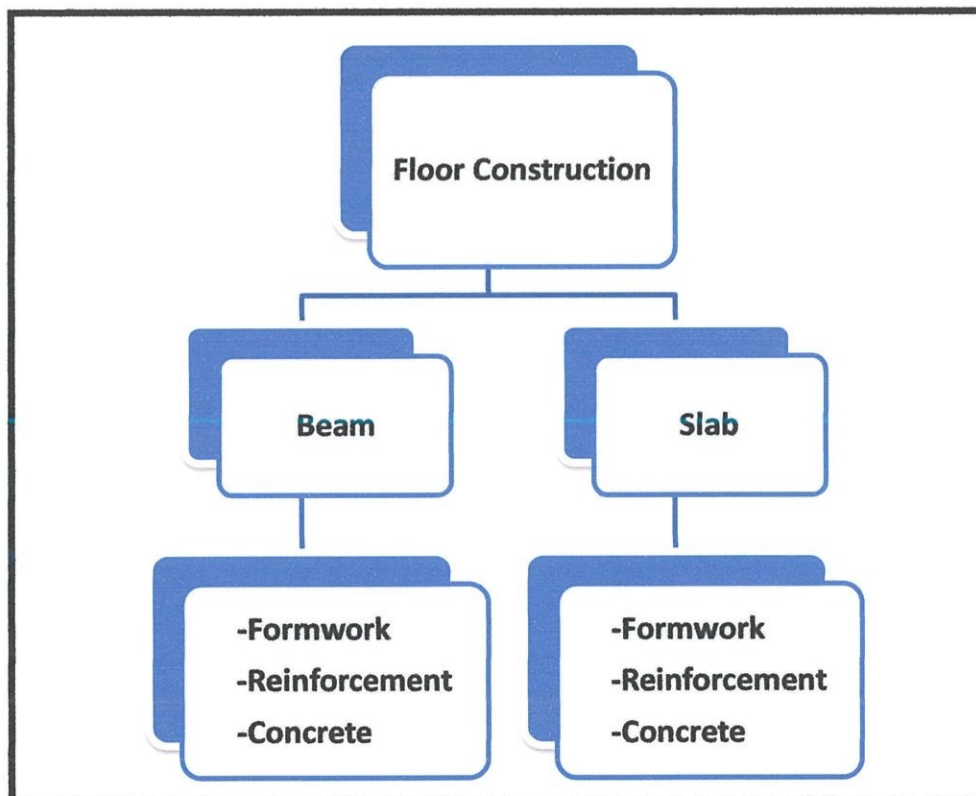 Floor Construction
Beam
Slab
-Formwork
-Reinforcement
-Concrete
-Formwork
-Reinforcement
-Concrete